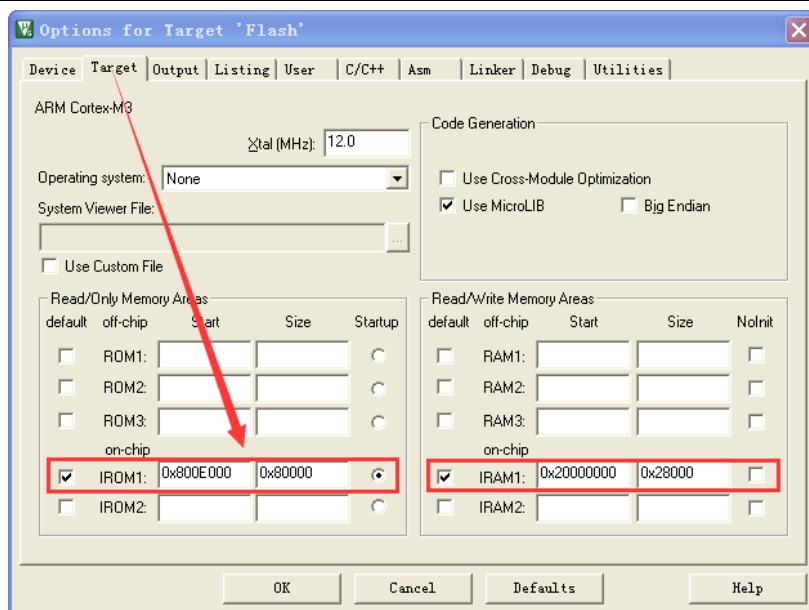 Options for Target 'Flash'
Device Target Output Listing User C/C++ Asm Linker Debug Utilities
ARM Cortex-M3
Xtal (MHz): 12.0
Operating system: None
System Viewer File:
...
Use Custom File
Code Generation
Use Cross-Module Optimization
Use MicroLIB Big Endian
Read/Only Memory Areas
default off-chip Start Size Startup
ROM1:
ROM2:
ROM3:
on-chip
IROM1: 0x800E000 0x80000
IROM2:
Read/Write Memory Areas
default off-chip Start Size NoInit
RAM1:
RAM2:
RAM3:
on-chip
IRAM1: 0x20000000 0x28000
IRAM2:
OK Cancel Defaults Help